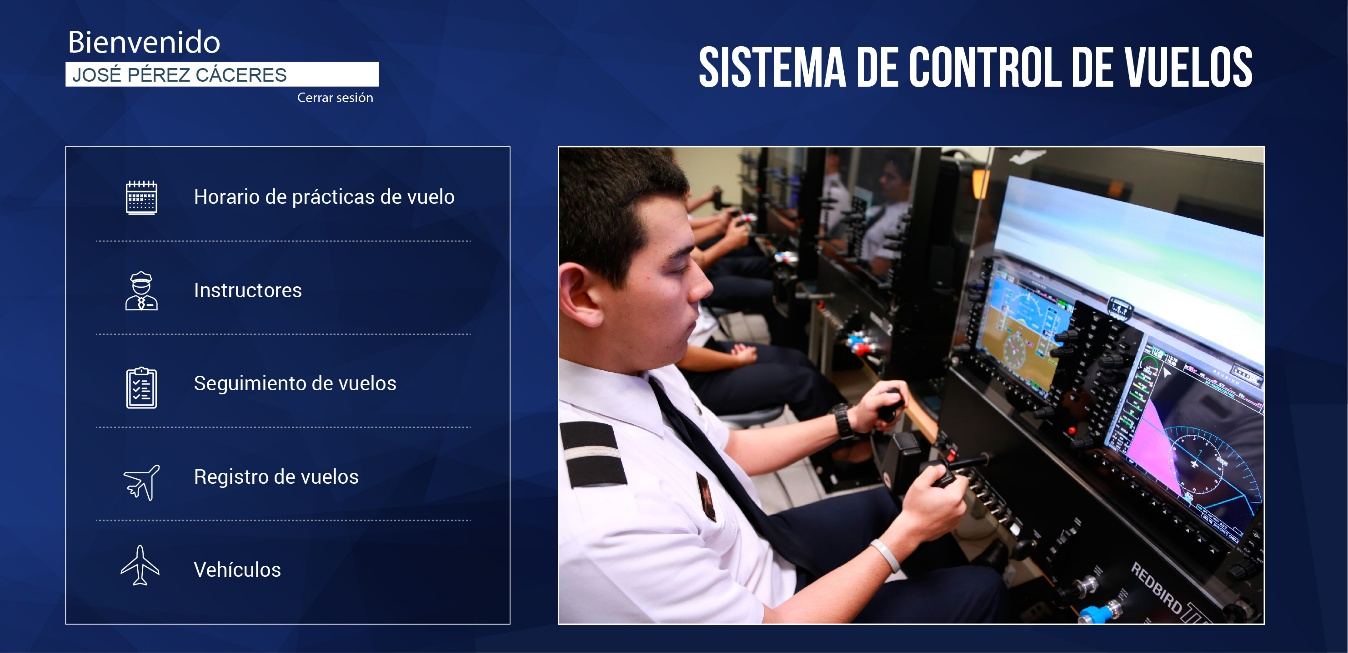 Bienvenido
JOSÉ PÉREZ CÁCERES
Cerrar sesión
SISTEMA DE CONTROL DE VUELOS
Horario de prácticas de vuelo
Instructores
Seguimiento de vuelos
Registro de vuelos
Vehículos
REDBIRD